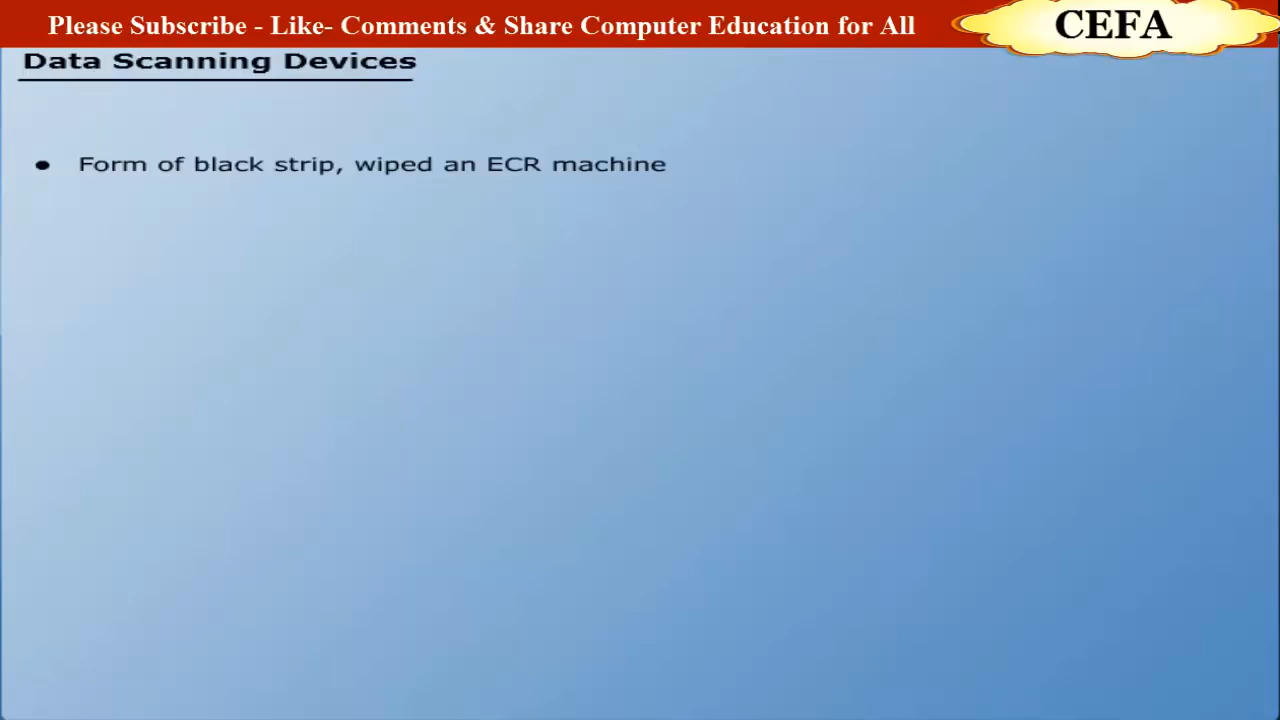 Please Subscribe - Like- Comments & Share Computer Education for All
CEFA
Data Scanning Devices
● Form of black strip, wiped an ECR machine